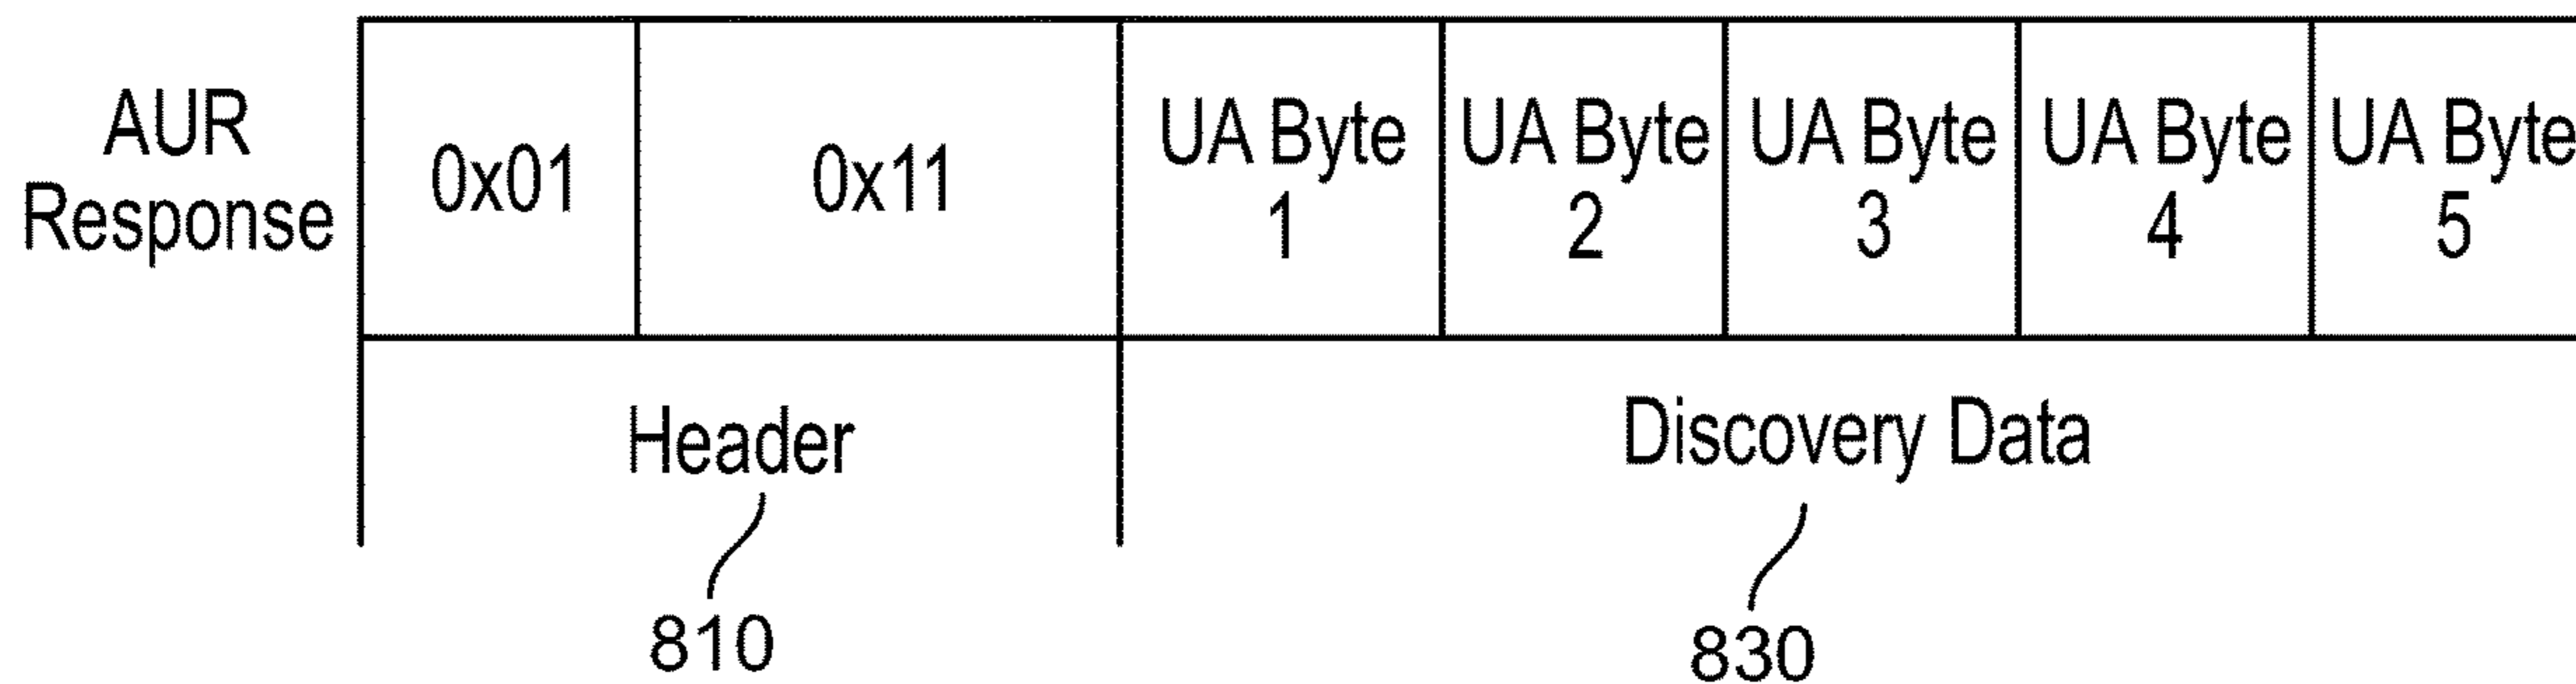 AUR
Response
0x01
0x11
UA Byte
1
UA Byte
2
UA Byte
3
UA Byte
4
UA Byte
5
Header
Discovery Data
810
830